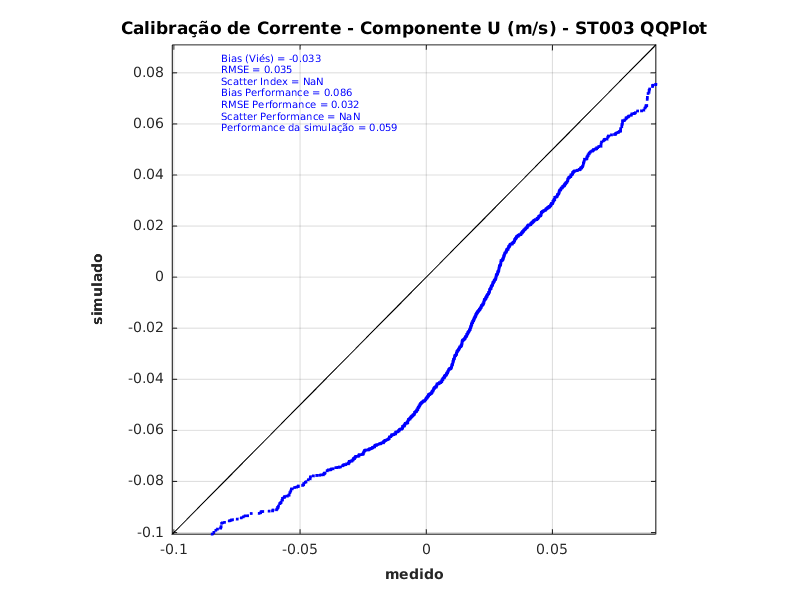 Calibração de Corrente - Componente U (m/s) - ST003 QQPlot
Bias (Viés) = -0.033
RMSE = 0.035
Scatter Index = NaN
Bias Performance = 0.086
RMSE Performance = 0.032
Scatter Performance = NaN
Performance da simulação = 0.059
0.08
0.06
0.04
0.02
0
-0.02
-0.04
-0.06
-0.08
-0.1
simulado
-0.1 -0.05 0 0.05
medido